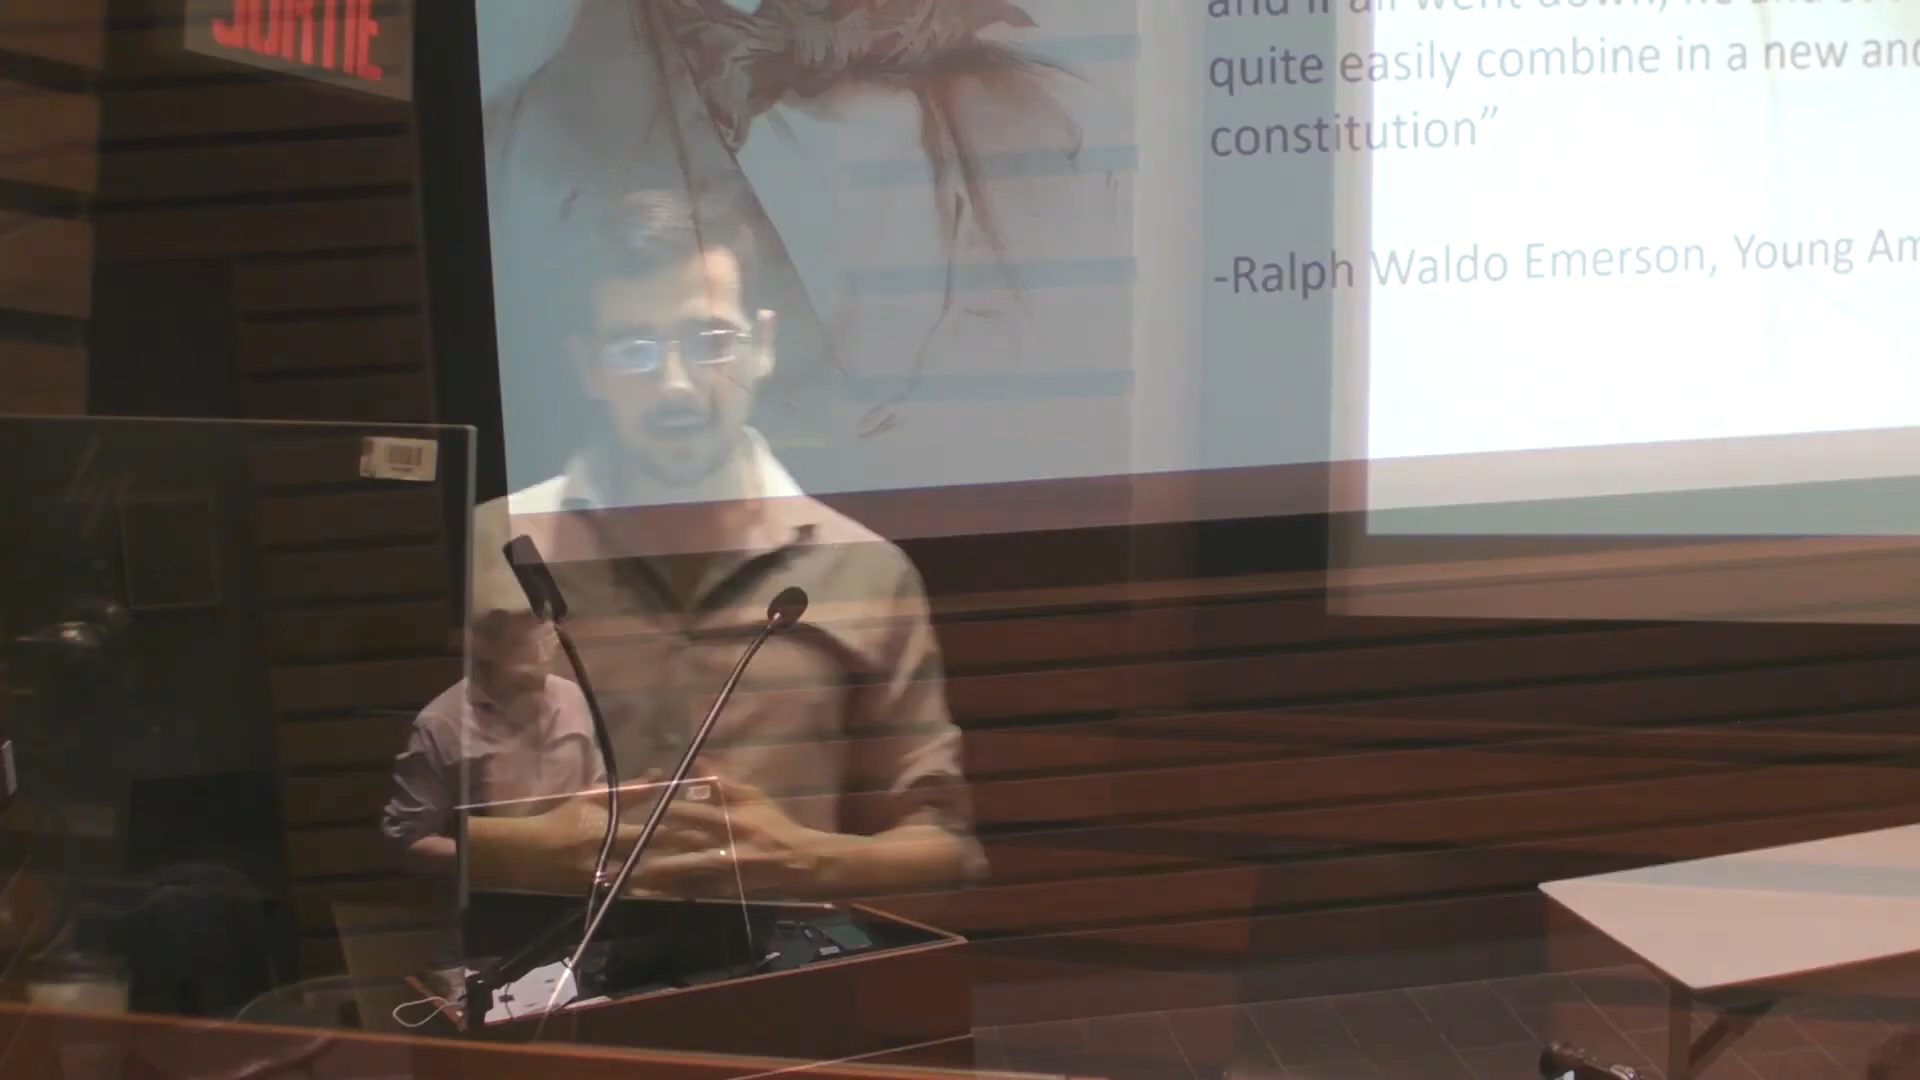 SORTIE
quite easily combine in a new and
constitution”
-Ralph Waldo Emerson, Young Am